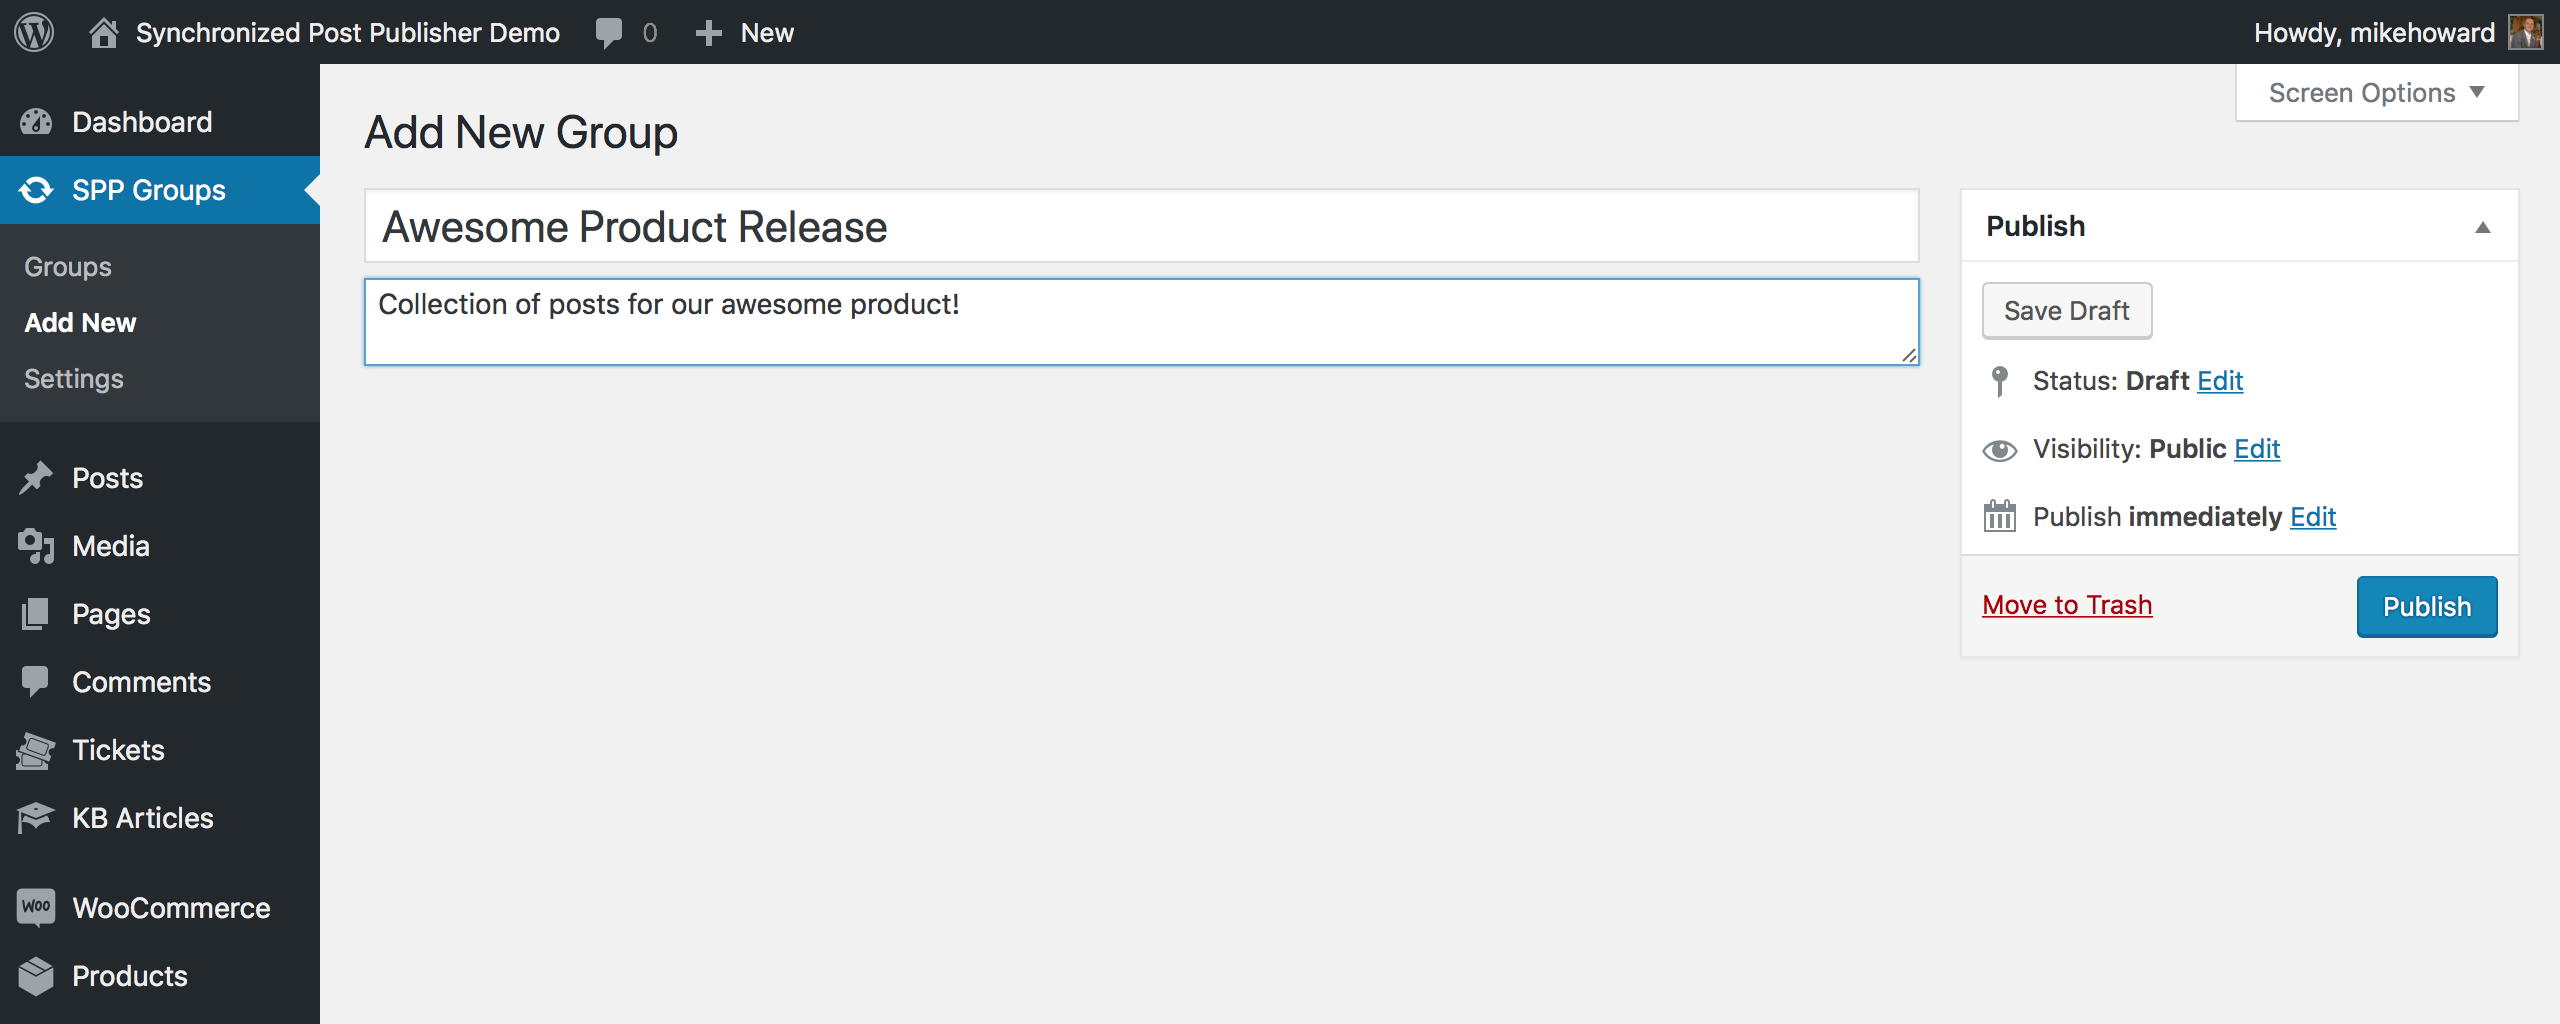 Synchronized Post Publisher Demo 0 New Howdy, mikehoward
Screen Options
Dashboard
SPP Groups
Groups
Add New
Settings
Posts
Media
Pages
Comments
Tickets
KB Articles
Woo WooCommerce
Products
Add New Group
Awesome Product Release
Collection of posts for our awesome product!
Publish
Save Draft
Status: Draft Edit
Visibility: Public Edit
Publish immediately Edit
Move to Trash Publish